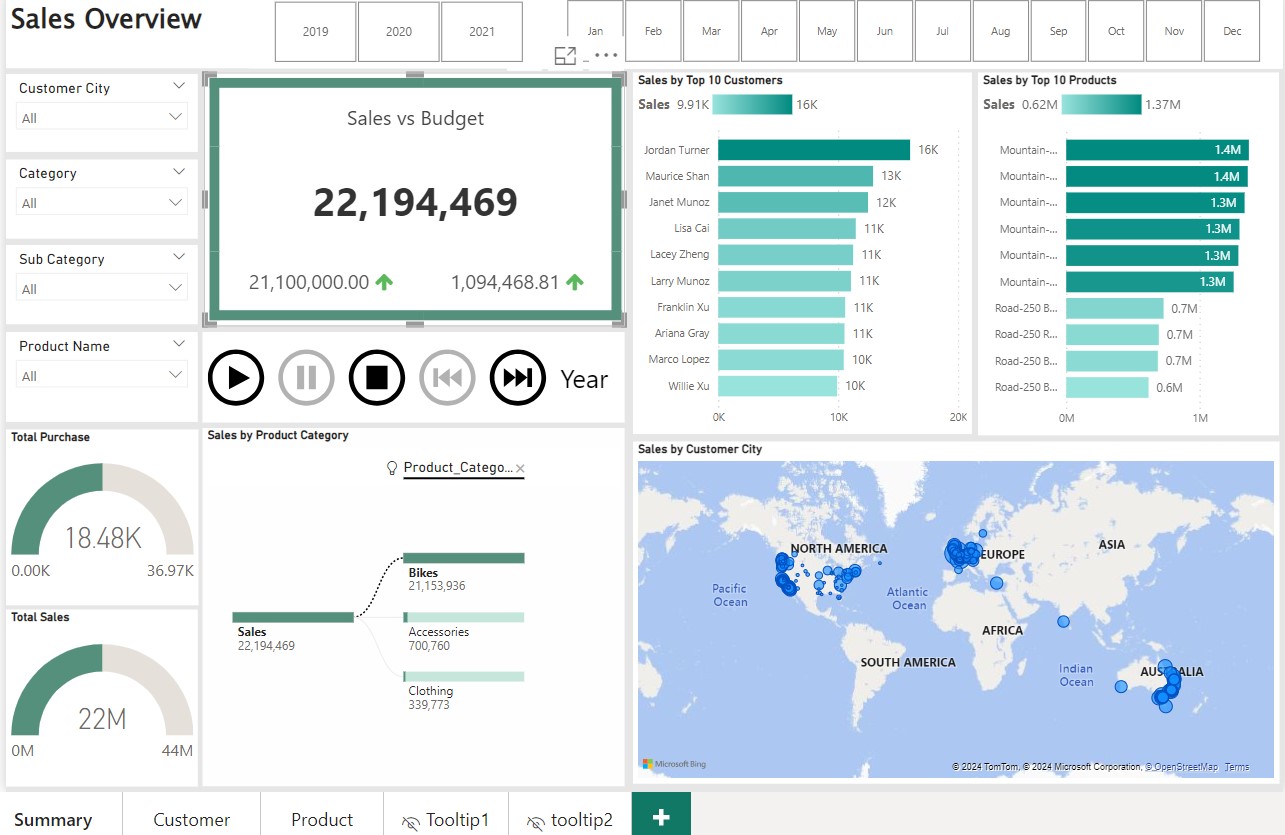 Sales Overview
2019 2020 2021
Jan Feb Mar Apr May Jun Jul Aug Sep Oct Nov Dec
Customer City
All
Category
All
Sub Category
All
Product Name
All
Sales vs Budget
22,194,469
21,100,000.00 1,094,468.81
Year
Sales by Top 10 Customers
Sales 9.91K 16K
Jordan Turner 16K
Maurice Shan 13K
Janet Munoz 12K
Lisa Cai 11K
Lacey Zheng 11K
Larry Munoz 11K
Franklin Xu 11K
Ariana Gray 11K
Marco Lopez 10K
Willie Xu 10K
0K 10K 20K
Sales by Top 10 Products
Sales 0.62M 1.37M
Mountain-... 1.4M
Mountain-... 1.4M
Mountain-... 1.3M
Mountain-... 1.3M
Mountain-... 1.3M
Mountain-... 1.3M
Road-250 B... 0.7M
Road-250 R... 0.7M
Road-250 B... 0.7M
Road-250 B... 0.6M
0M 1M
Total Purchase
18.48K
0.00K 36.97K
Total Sales
22M
0M 44M
Sales by Product Category
Product_Catego...
Bikes
21,153,936
Sales
22,194,469
Accessories
700,760
Clothing
339,773
Sales by Customer City
NORTH AMERICA
EUROPE
ASIA
Pacific
Ocean
Atlantic
Ocean
AFRICA
SOUTH AMERICA
Indian
Ocean
AUSTRALIA
Microsoft Bing
© 2024 TomTom, © 2024 Microsoft Corporation, © OpenStreetMap Terms
Summary Customer Product Tooltip1 tooltip2